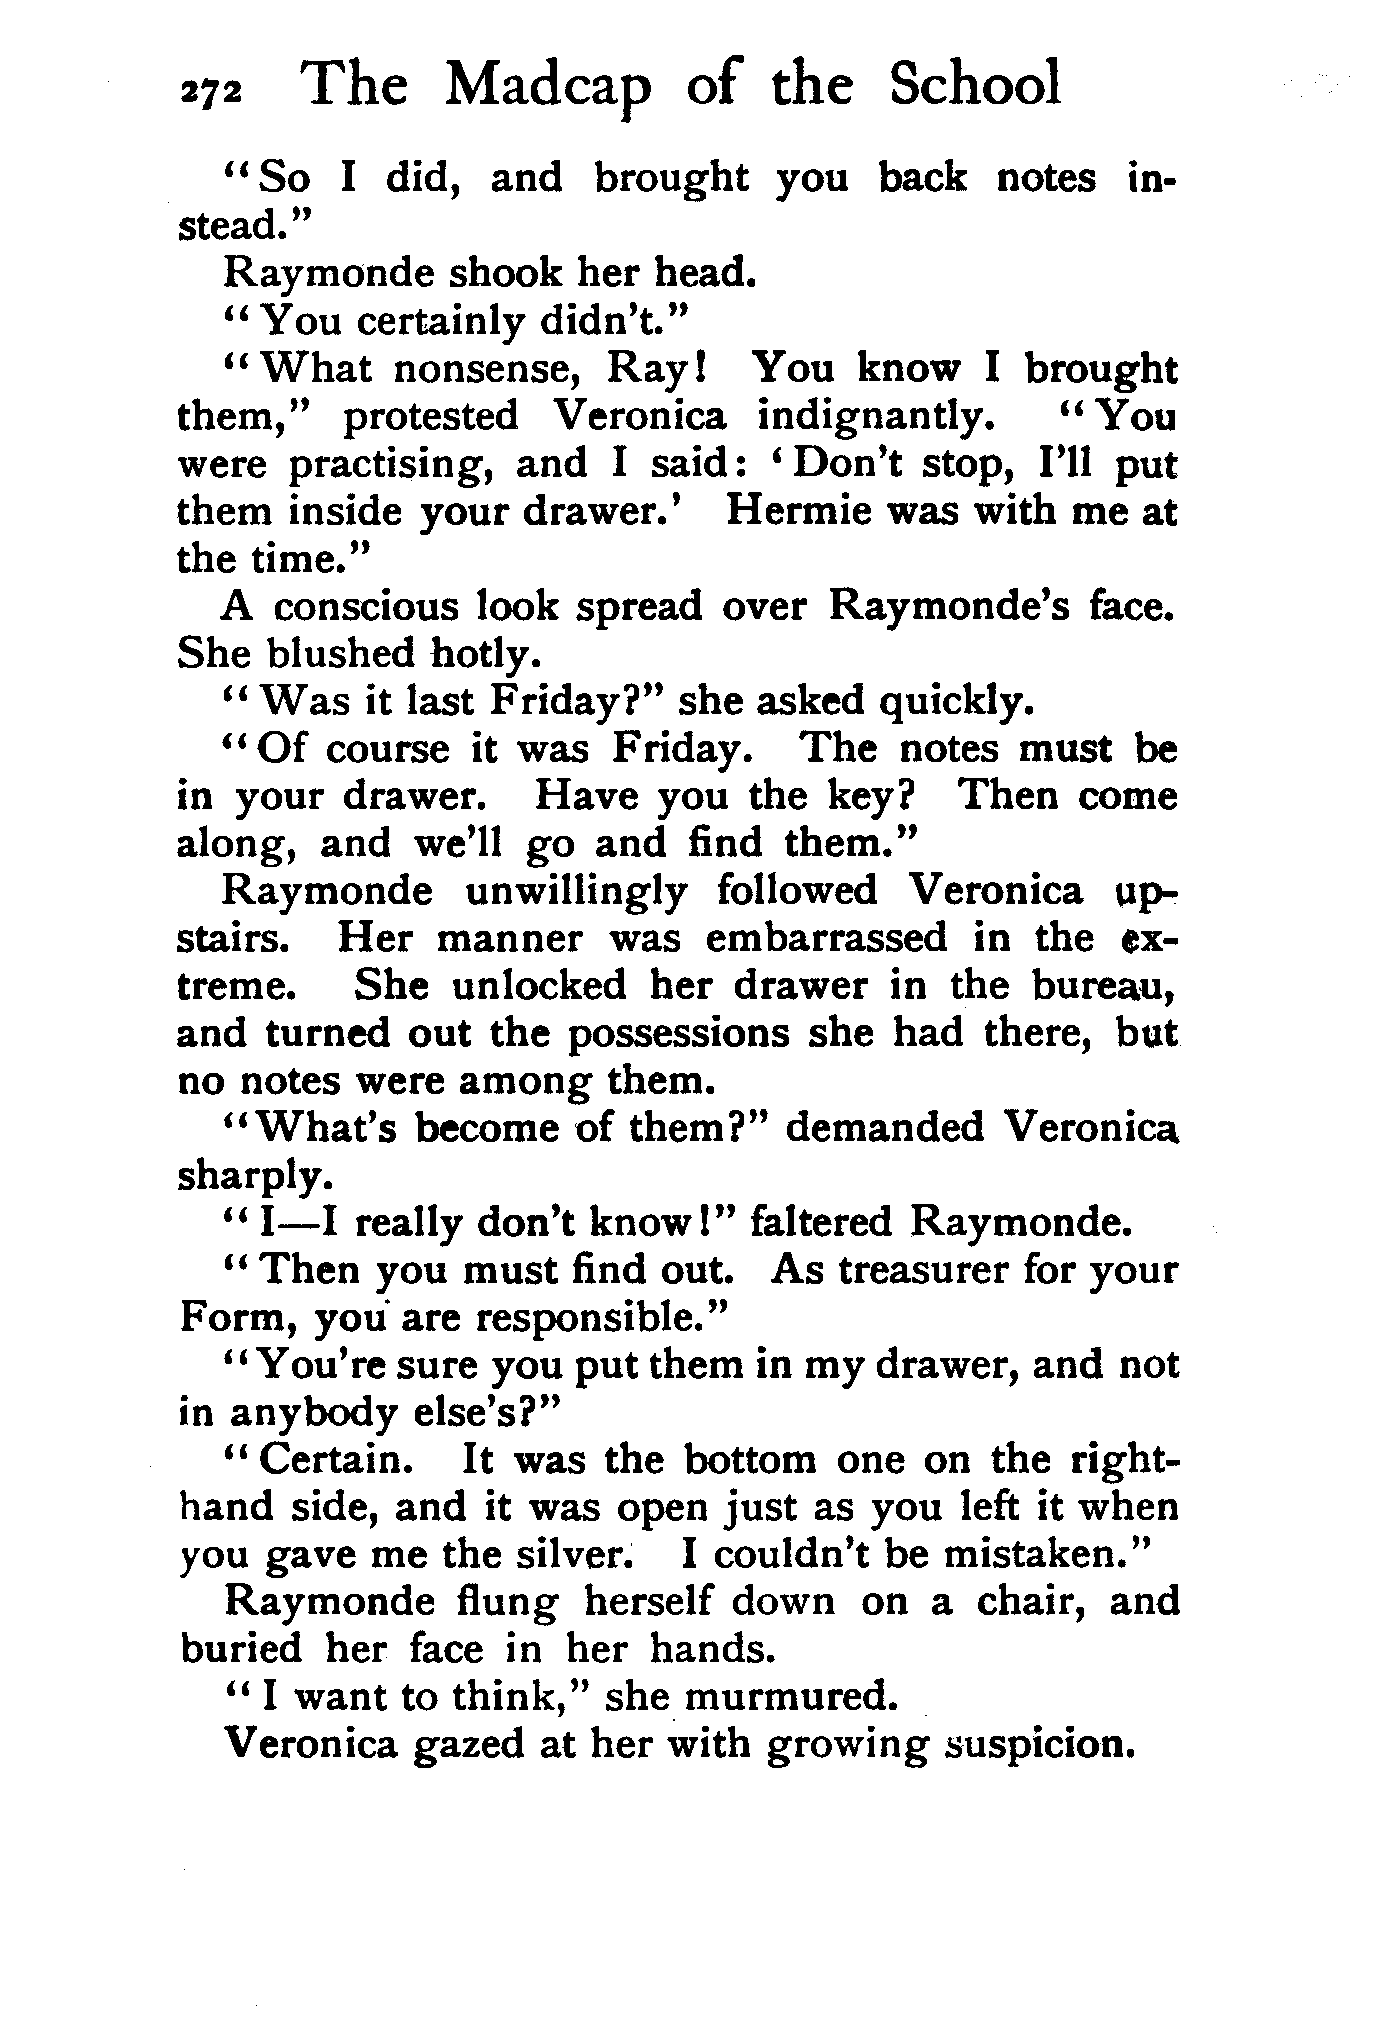 272 The Madcap of the School
"So I did, and brought you back notes in-
stead."
Raymonde shook her head.
"You certainly didn't."
"What nonsense, Ray! You know I brought
them," protested Veronica indignantly. "You
were practising, and I said: 'Don't stop, I'll put
them inside your drawer.' Hermie was with me at
the time."
A conscious look spread over Raymonde's face.
She blushed hotly.
"Was it last Friday?" she asked quickly.
"Of course it was Friday. The notes must be
in your drawer. Have you the key? Then come
along, and we'll go and find them."
Raymonde unwillingly followed Veronica up-
stairs. Her manner was embarrassed in the ex-
treme. She unlocked her drawer in the bureau,
and turned out the possessions she had there, but
no notes were among them.
"What's become of them?" demanded Veronica
sharply.
"I—I really don't know!" faltered Raymonde.
"Then you must find out. As treasurer for your
Form, you are responsible."
"You're sure you put them in my drawer, and not
in anybody else's?"
"Certain. It was the bottom one on the right-
hand side, and it was open just as you left it when
you gave me the silver. I couldn't be mistaken."
Raymonde flung herself down on a chair, and
buried her face in her hands.
"I want to think," she murmured.
Veronica gazed at her with growing suspicion.